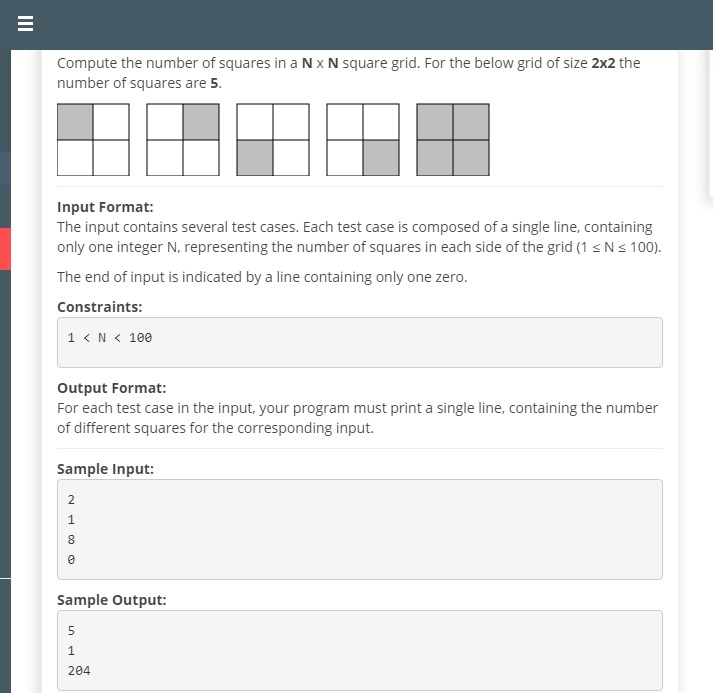 Compute the number of squares in a N x N square grid. For the below grid of size 2x2 the
number of squares are 5.
Input Format:
The input contains several test cases. Each test case is composed of a single line, containing
only one integer N, representing the number of squares in each side of the grid (1 ≤ N ≤ 100).
The end of input is indicated by a line containing only one zero.
Constraints:
1 < N < 100
Output Format:
For each test case in the input, your program must print a single line, containing the number
of different squares for the corresponding input.
Sample Input:
2
1
8
0
Sample Output:
5
1
204